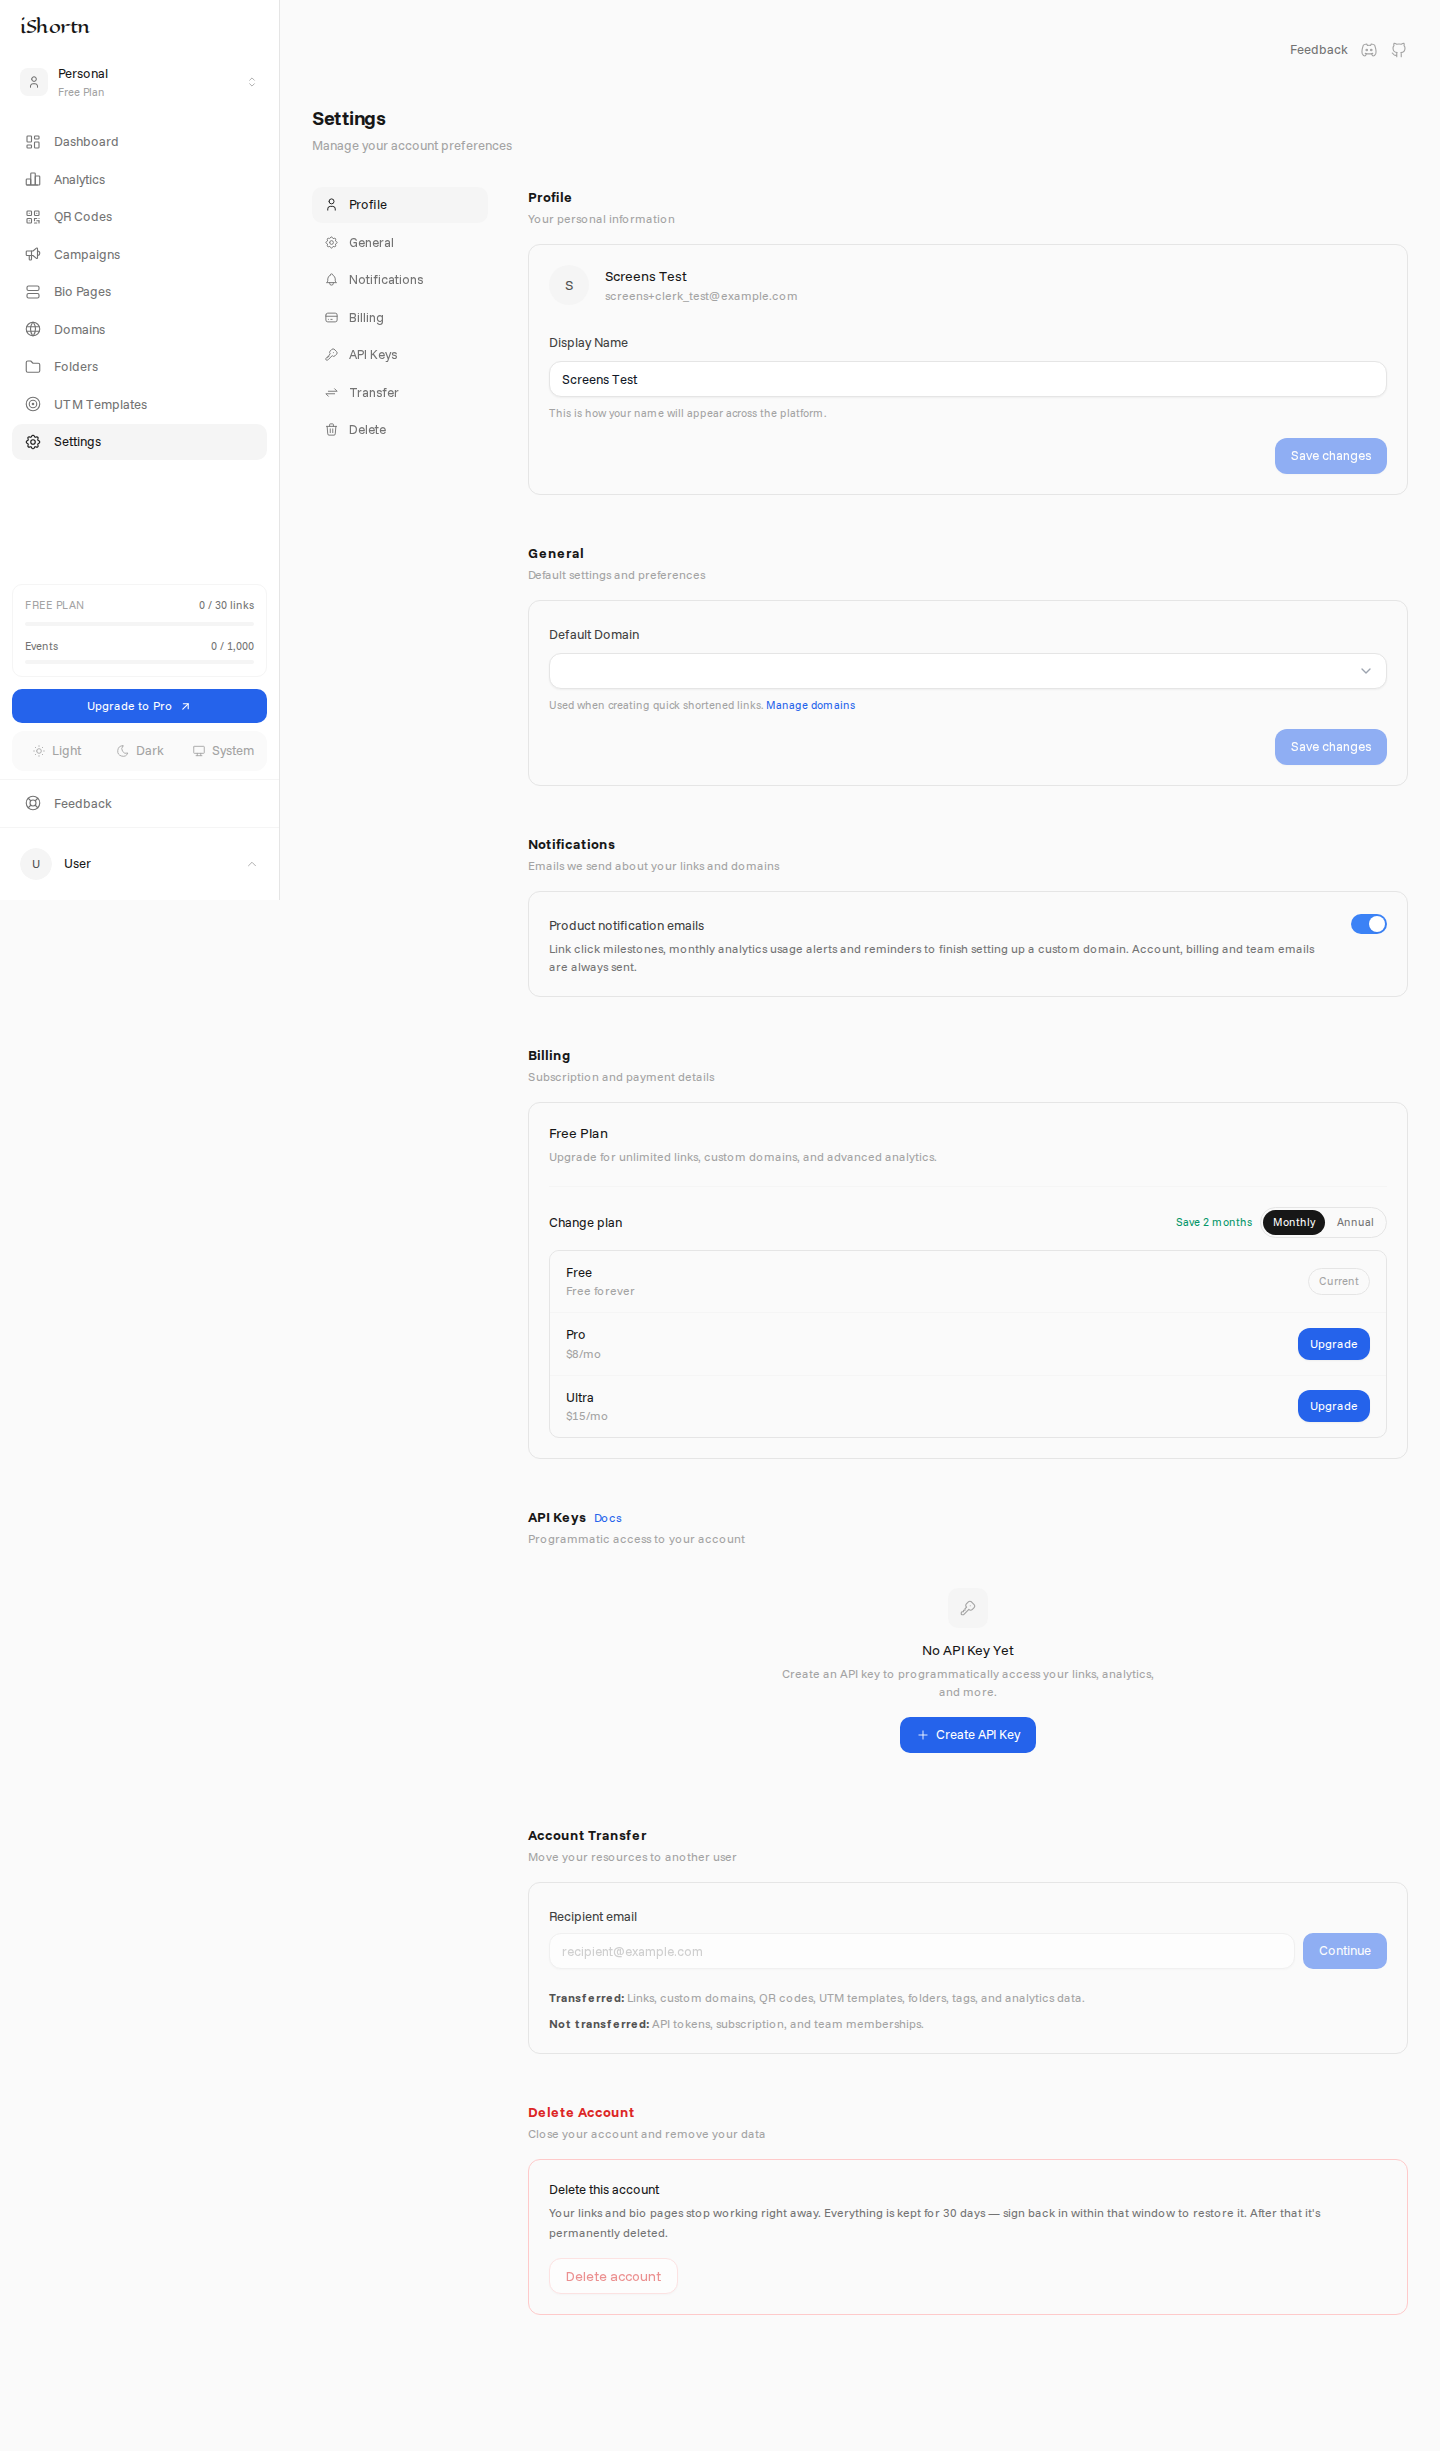 iShortn
Personal
Free Plan
Dashboard
Analytics
QR Codes
Campaigns
Bio Pages
Domains
Folders
UTM Templates
Settings
FREE PLAN 0 / 30 links
Events 0 / 1,000
Upgrade to Pro
Light Dark System
Feedback
U User
Feedback
Settings
Manage your account preferences
Profile
General
Notifications
Billing
API Keys
Transfer
Delete
Profile
Your personal information
S
Screens Test
screens+clerk_test@example.com
Display Name
Screens Test
This is how your name will appear across the platform.
Save changes
General
Default settings and preferences
Default Domain
Used when creating quick shortened links. Manage domains
Save changes
Notifications
Emails we send about your links and domains
Product notification emails
Link click milestones, monthly analytics usage alerts and reminders to finish setting up a custom domain. Account, billing and team emails
are always sent.
Billing
Subscription and payment details
Free Plan
Upgrade for unlimited links, custom domains, and advanced analytics.
Change plan Save 2 months Monthly Annual
Free
Free forever
Current
Pro
$8/mo
Upgrade
Ultra
$15/mo
Upgrade
API Keys Docs
Programmatic access to your account
No API Key Yet
Create an API key to programmatically access your links, analytics,
and more.
Create API Key
Account Transfer
Move your resources to another user
Recipient email
recipient@example.com
Continue
Transferred: Links, custom domains, QR codes, UTM templates, folders, tags, and analytics data.
Not transferred: API tokens, subscription, and team memberships.
Delete Account
Close your account and remove your data
Delete this account
Your links and bio pages stop working right away. Everything is kept for 30 days — sign back in within that window to restore it. After that it's
permanently deleted.
Delete account